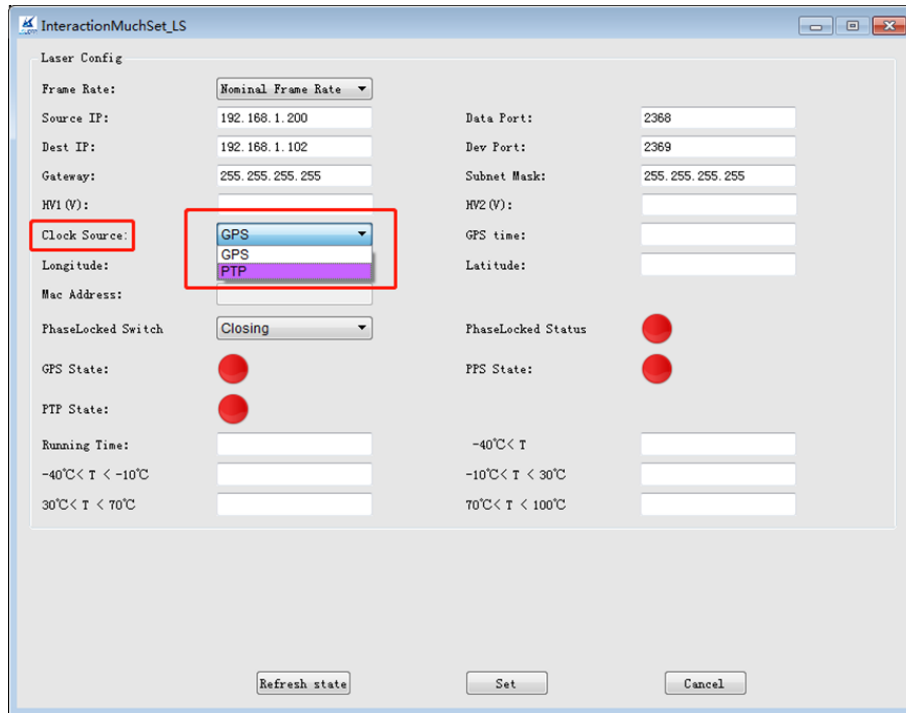 InteractionMuchSet_LS
Laser Config
Frame Rate: Nominal Frame Rate
Source IP: 192.168.1.200 Data Port: 2368
Dest IP: 192.168.1.102 Dev Port: 2369
Gateway: 255.255.255.255 Subnet Mask: 255.255.255.255
HV1(V): HV2(V):
Clock Source: GPS GPS time:
GPS
Longitude: PTP Latitude:
Mac Address:
PhaseLocked Switch Closing PhaseLocked Status
GPS State: PPS State:
PTP State:
Running Time: -40℃< T
-40℃< T < -10℃ -10℃< T < 30℃
30℃< T < 70℃ 70℃< T < 100℃
Refresh state Set Cancel